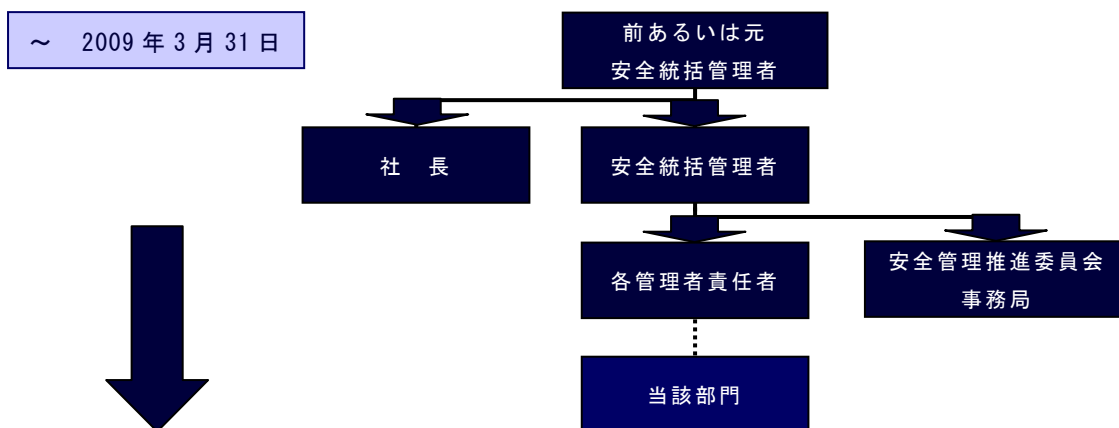 ～　2009年3月31日
前あるいは元
安全統括管理者
社　長
安全統括管理者
各管理者責任者
安全管理推進委員会
事務局
当該部門